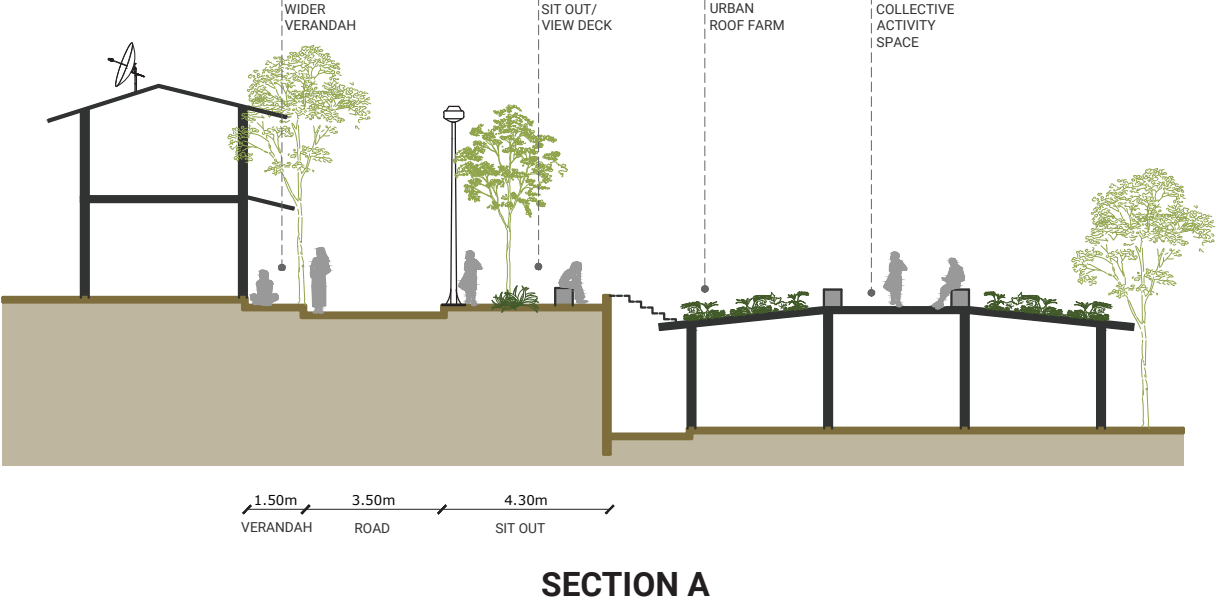 WIDER
VERANDAH
SIT OUT/
VIEW DECK
URBAN
ROOF FARM
COLLECTIVE
ACTIVITY
SPACE
1.50m
3.50m
4.30m
VERANDAH
ROAD
SIT OUT
SECTION A